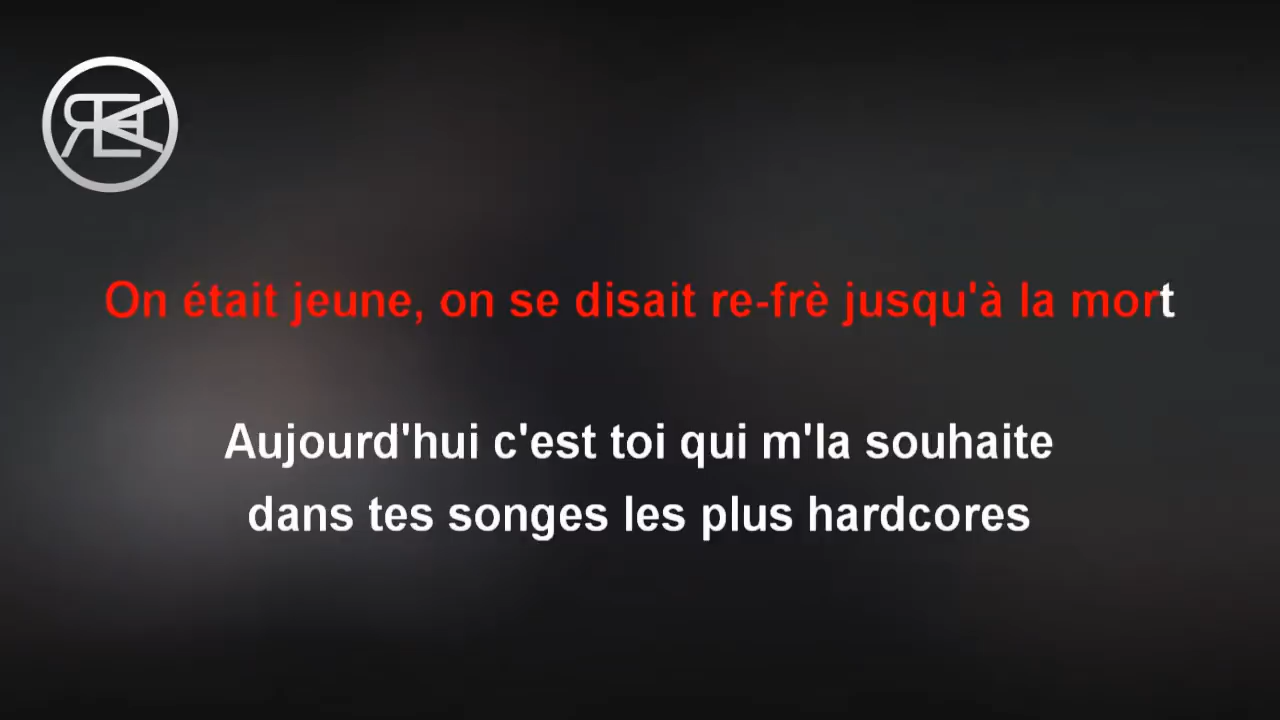 On était jeune, on se disait re-frè jusqu'à la mort
Aujourd'hui c'est toi qui m'la souhaite
dans tes songes les plus hardcores